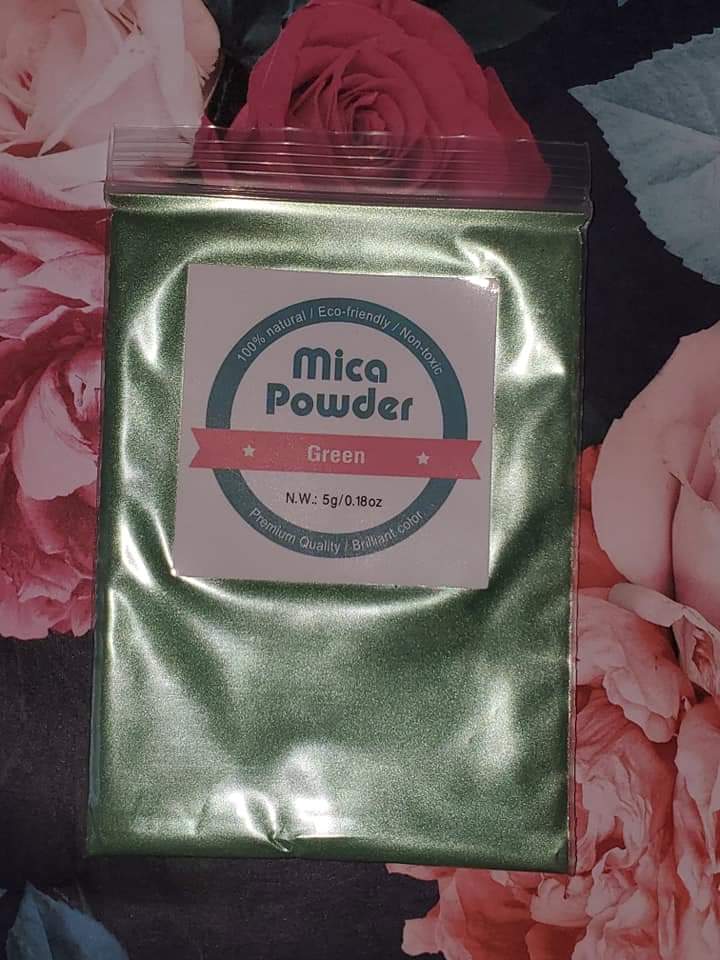 100% natural / Eco-friendly / Non-toxic
Mica
Powder
Green
N.W.: 5g/0.18oz
Premium Quality / Brilliant color